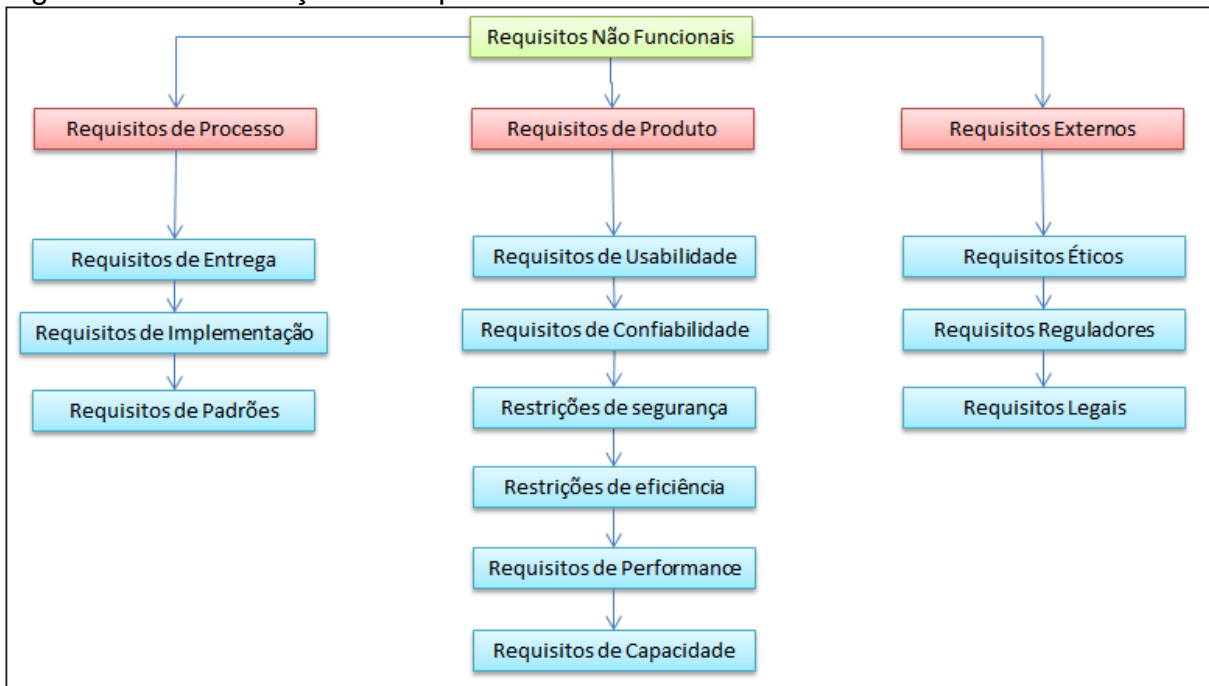 Requisitos Não Funcionais
Requisitos de Processo
Requisitos de Produto
Requisitos Externos
Requisitos de Entrega
Requisitos de Usabilidade
Requisitos Éticos
Requisitos de Implementação
Requisitos de Confiabilidade
Requisitos Reguladores
Requisitos de Padrões
Restrições de segurança
Requisitos Legais
Restrições de eficiência
Requisitos de Performance
Requisitos de Capacidade